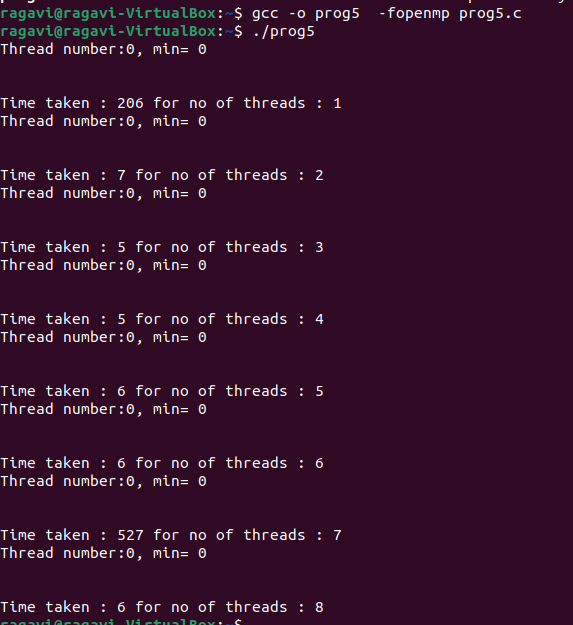 ragavi@ragavi-VirtualBox:~$ gcc -o prog5  -fopenmp prog5.c
ragavi@ragavi-VirtualBox:~$ ./prog5
Thread number:0, min= 0
Time taken : 206 for no of threads : 1
Thread number:0, min= 0
Time taken : 7 for no of threads : 2
Thread number:0, min= 0
Time taken : 5 for no of threads : 3
Thread number:0, min= 0
Time taken : 5 for no of threads : 4
Thread number:0, min= 0
Time taken : 6 for no of threads : 5
Thread number:0, min= 0
Time taken : 6 for no of threads : 6
Thread number:0, min= 0
Time taken : 527 for no of threads : 7
Thread number:0, min= 0
Time taken : 6 for no of threads : 8
ragavi@ragavi-VirtualBox:~$